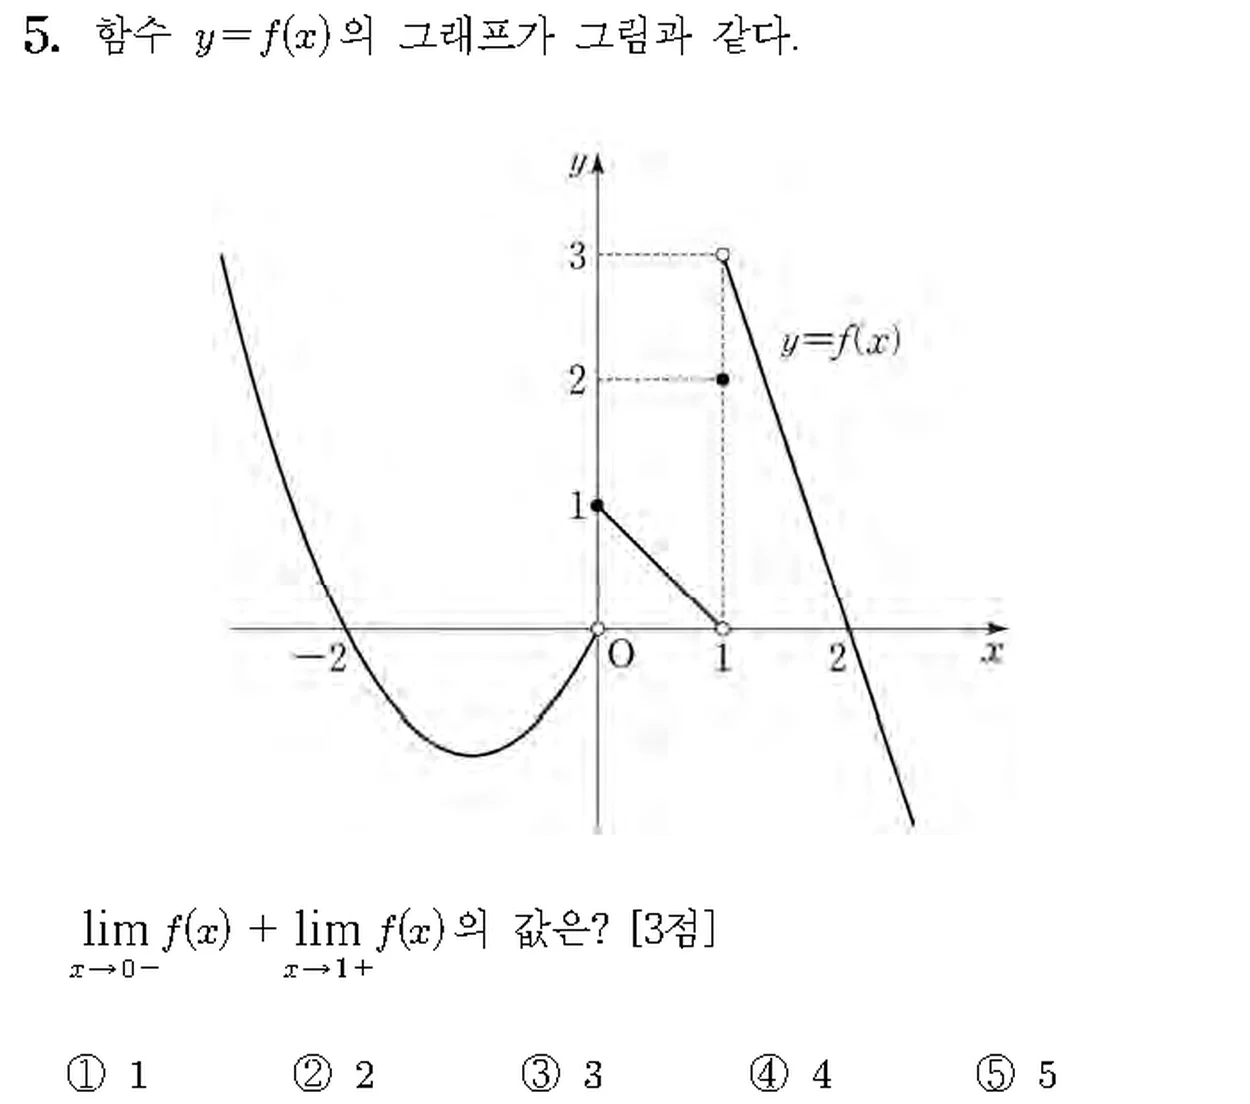 5. 함수 y=f(x)의 그래프가 그림과 같다.
y
3
y=f(x)
2
1
-2 O 1 2 x
lim f(x) + lim f(x)의 값은? [3점]
x→0- x→1+
① 1 ② 2 ③ 3 ④ 4 ⑤ 5